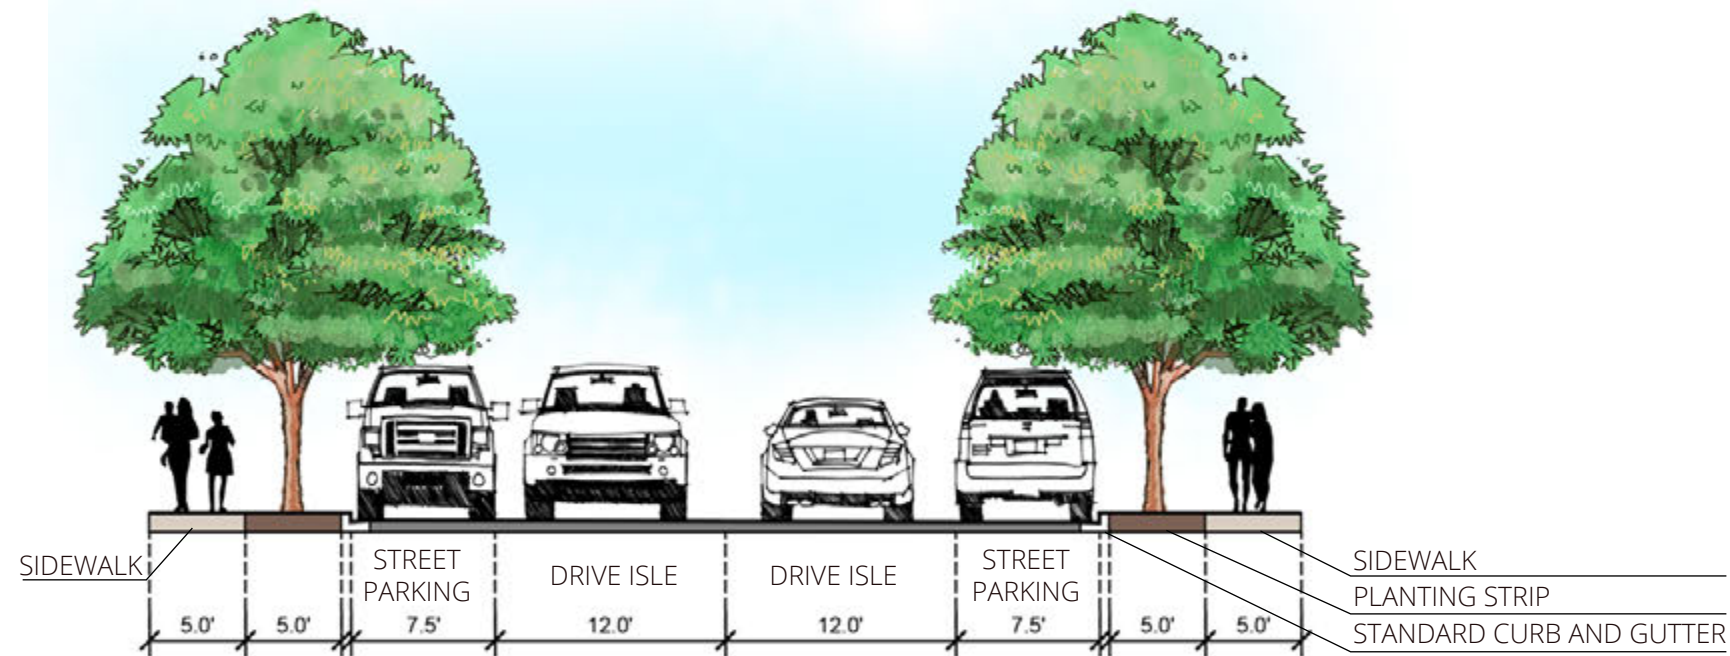 SIDEWALK
STREET
PARKING
DRIVE ISLE
DRIVE ISLE
STREET
PARKING
SIDEWALK
PLANTING STRIP
STANDARD CURB AND GUTTER
5.0' 5.0' 7.5' 12.0' 12.0' 7.5' 5.0' 5.0'